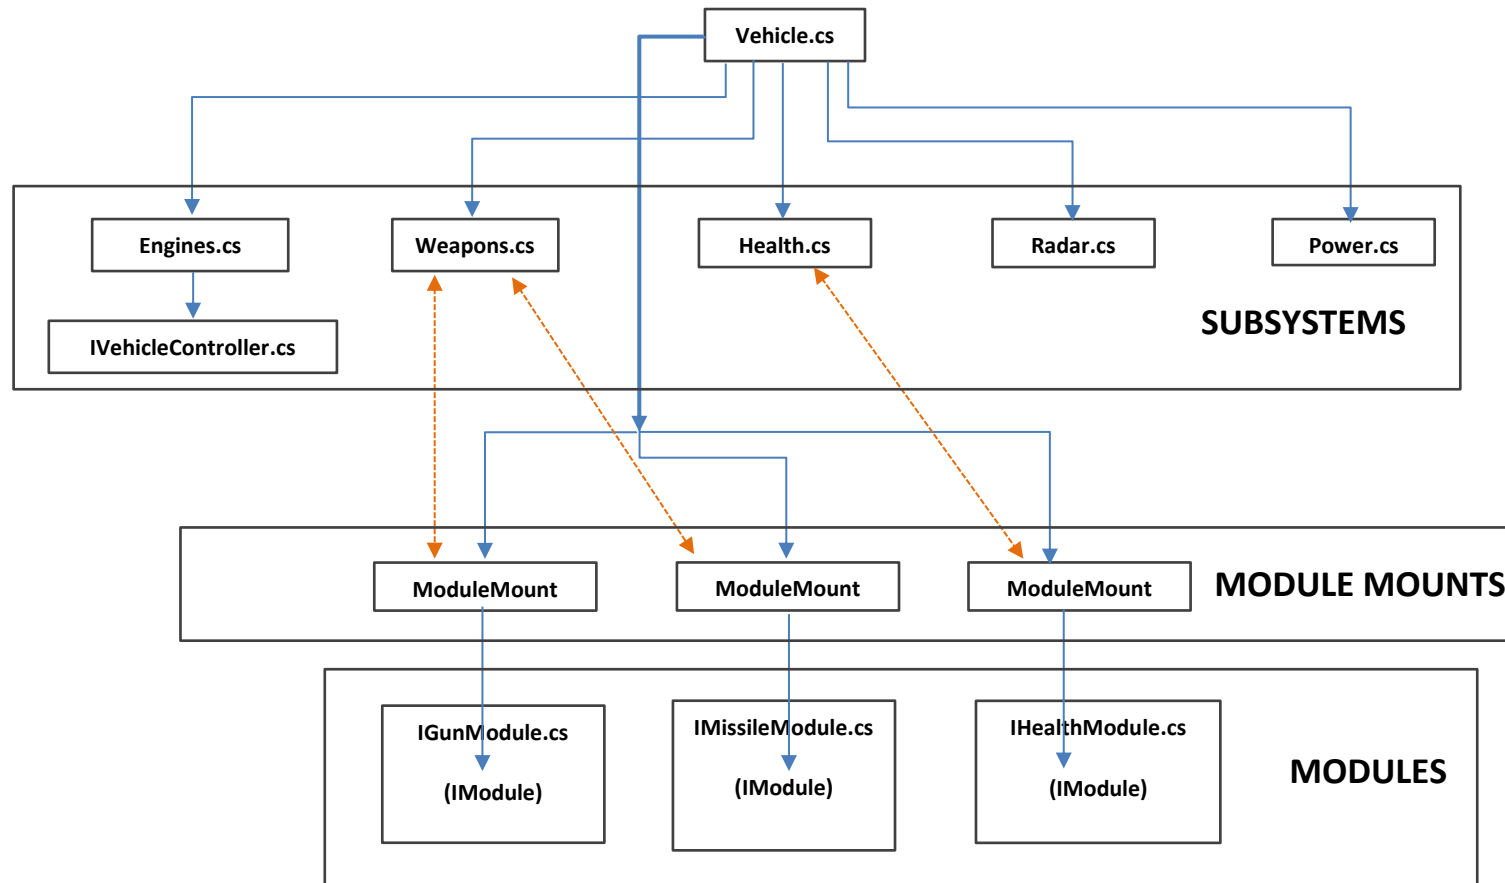 Vehicle.cs
Engines.cs
Weapons.cs
Health.cs
Radar.cs
Power.cs
IVehicleController.cs
SUBSYSTEMS
ModuleMount
ModuleMount
ModuleMount
MODULE MOUNTS
IGunModule.cs
(IModule)
IMissileModule.cs
(IModule)
IHealthModule.cs
(IModule)
MODULES